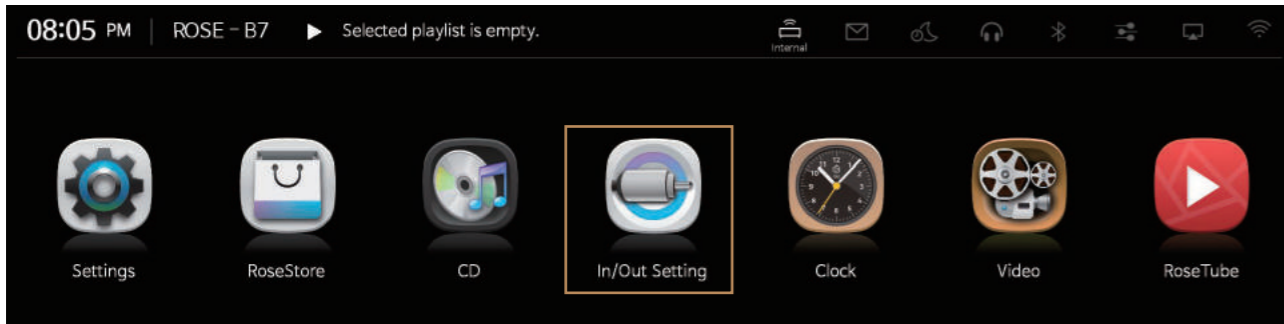 08:05 PM | ROSE - B7 ▶ Selected playlist is empty.
Internal
Settings RoseStore CD In/Out Setting Clock Video RoseTube